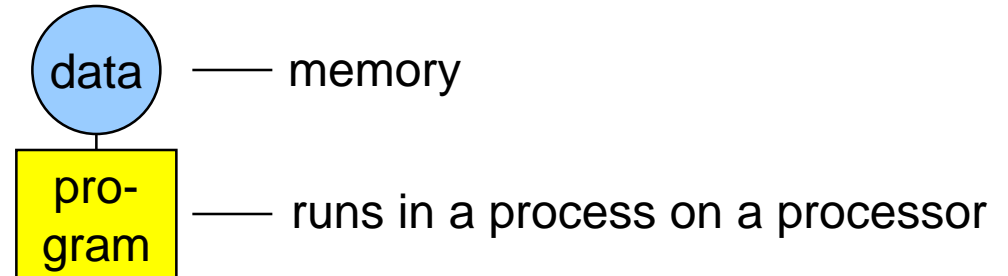 data
memory
pro-
gram
runs in a process on a processor